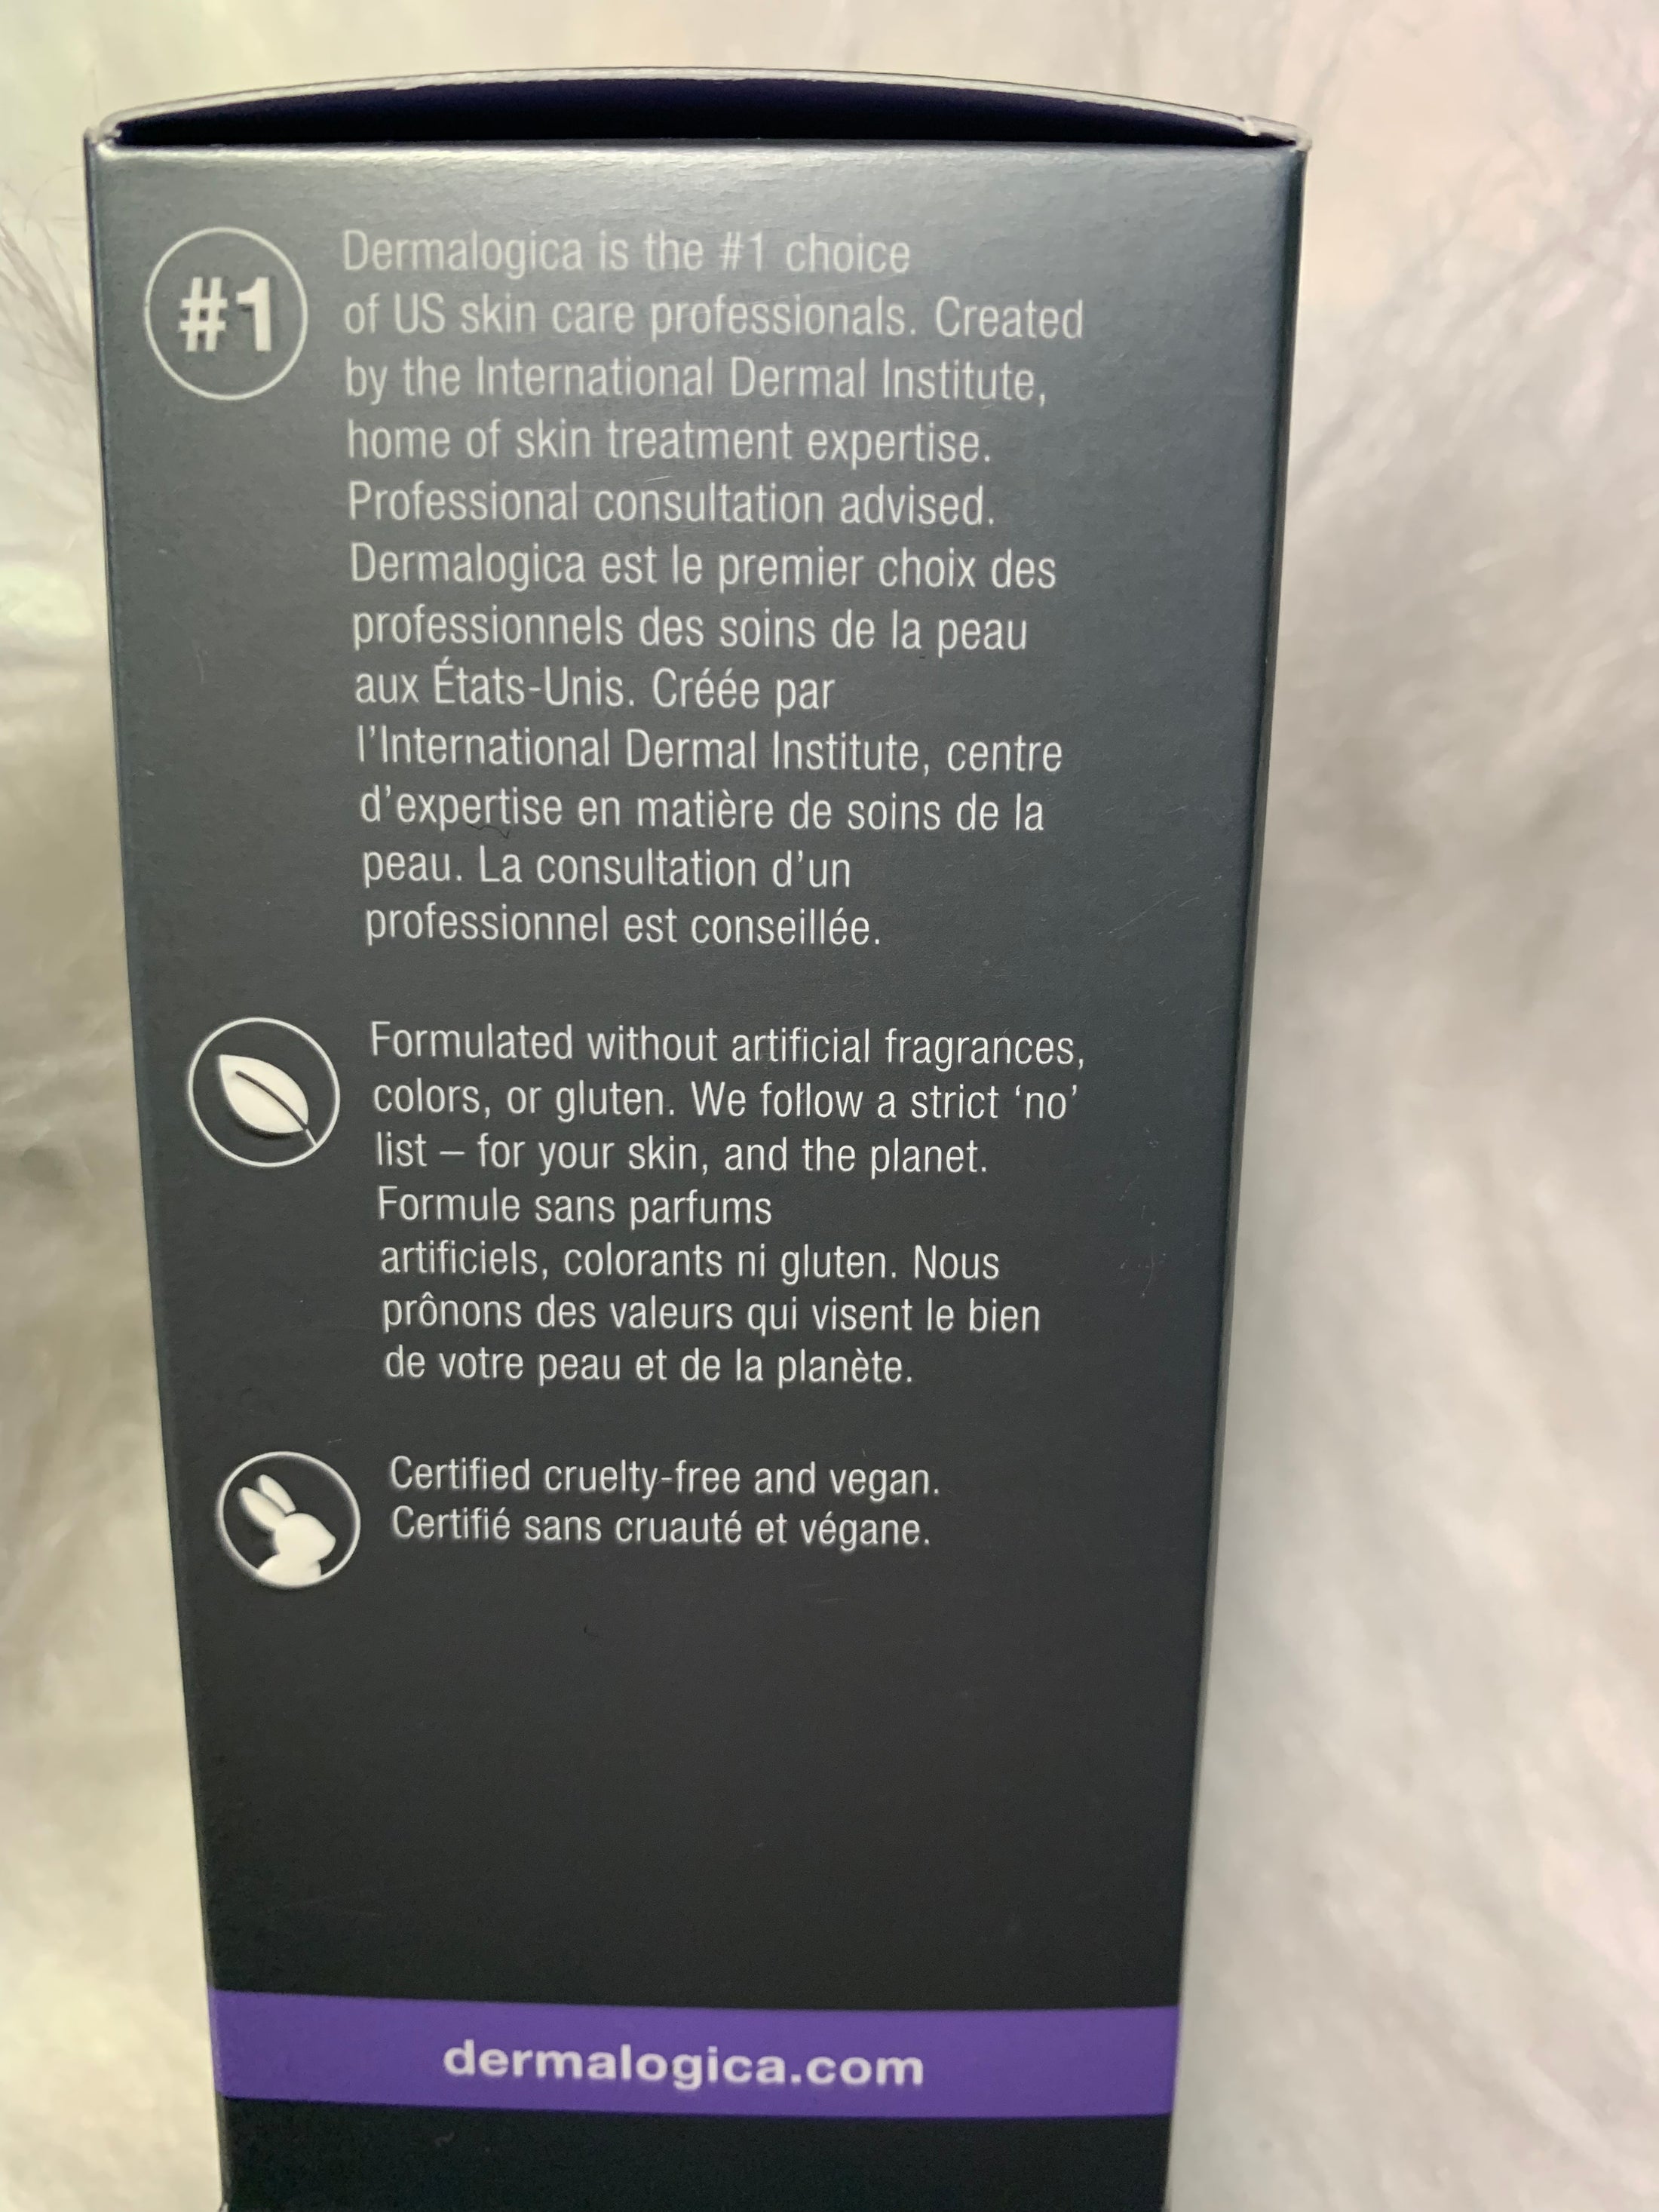 #1
Dermalogica is the #1 choice
of US skin care professionals. Created
by the International Dermal Institute,
home of skin treatment expertise.
Professional consultation advised.
Dermalogica est le premier choix des
professionnels des soins de la peau
aux États-Unis. Créée par
l'International Dermal Institute, centre
d'expertise en matière de soins de la
peau. La consultation d'un
professionnel est conseillée.
Formulated without artificial fragrances,
colors, or gluten. We follow a strict ‘no’
list – for your skin, and the planet.
Formule sans parfums
artificiels, colorants ni gluten. Nous
prônons des valeurs qui visent le bien
de votre peau et de la planète.
Certified cruelty-free and vegan.
Certifié sans cruauté et végane.
dermalogica.com